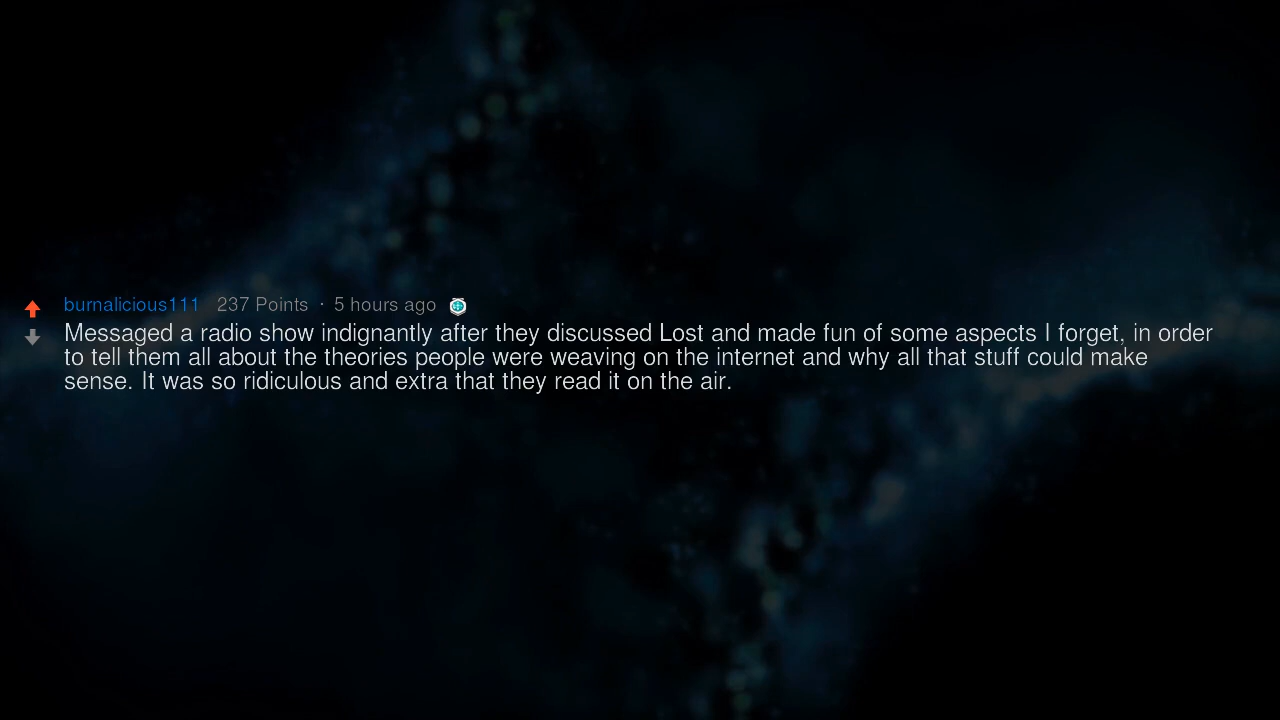 burnalicious111 237 Points · 5 hours ago
Messaged a radio show indignantly after they discussed Lost and made fun of some aspects I forget, in order
to tell them all about the theories people were weaving on the internet and why all that stuff could make
sense. It was so ridiculous and extra that they read it on the air.